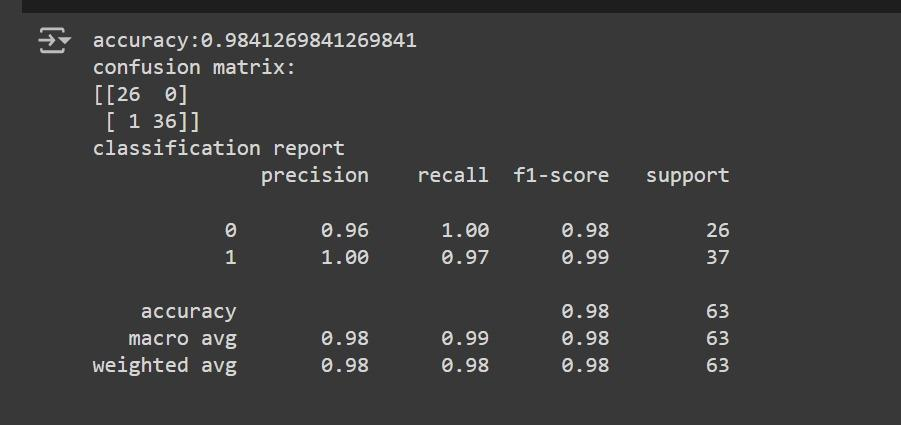 accuracy:0.9841269841269841
confusion matrix:
[[26  0]
 [ 1 36]]
classification report
              precision    recall  f1-score   support

           0       0.96      1.00      0.98        26
           1       1.00      0.97      0.99        37

    accuracy                           0.98        63
   macro avg       0.98      0.99      0.98        63
weighted avg       0.98      0.98      0.98        63